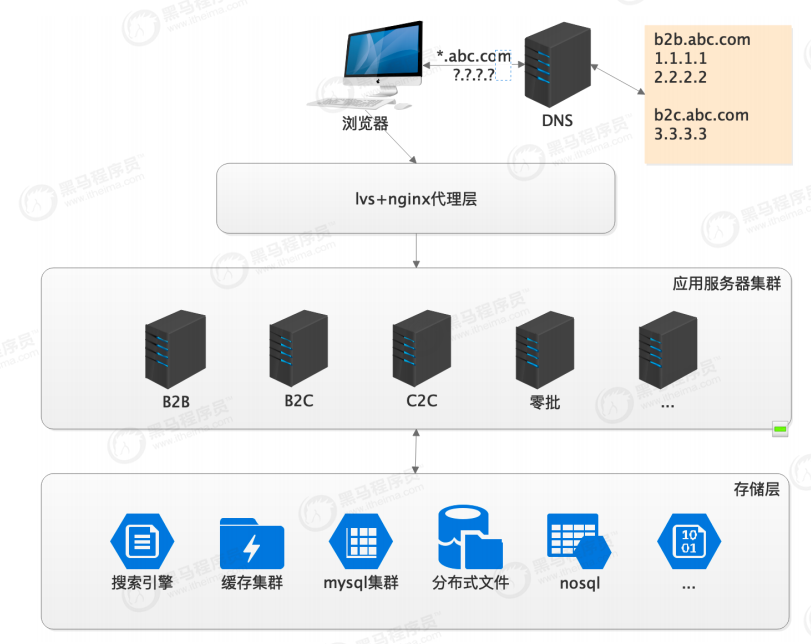 *.abc.com
?.?.?.?
b2b.abc.com
1.1.1.1
2.2.2.2
b2c.abc.com
3.3.3.3
浏览器
DNS
lvs+nginx代理层
应用服务器集群
B2B
B2C
C2C
零批
...
存储层
10
01
搜索引擎
缓存集群
mysql集群
分布式文件
nosql
...
黑马程序员
www.itheima.com